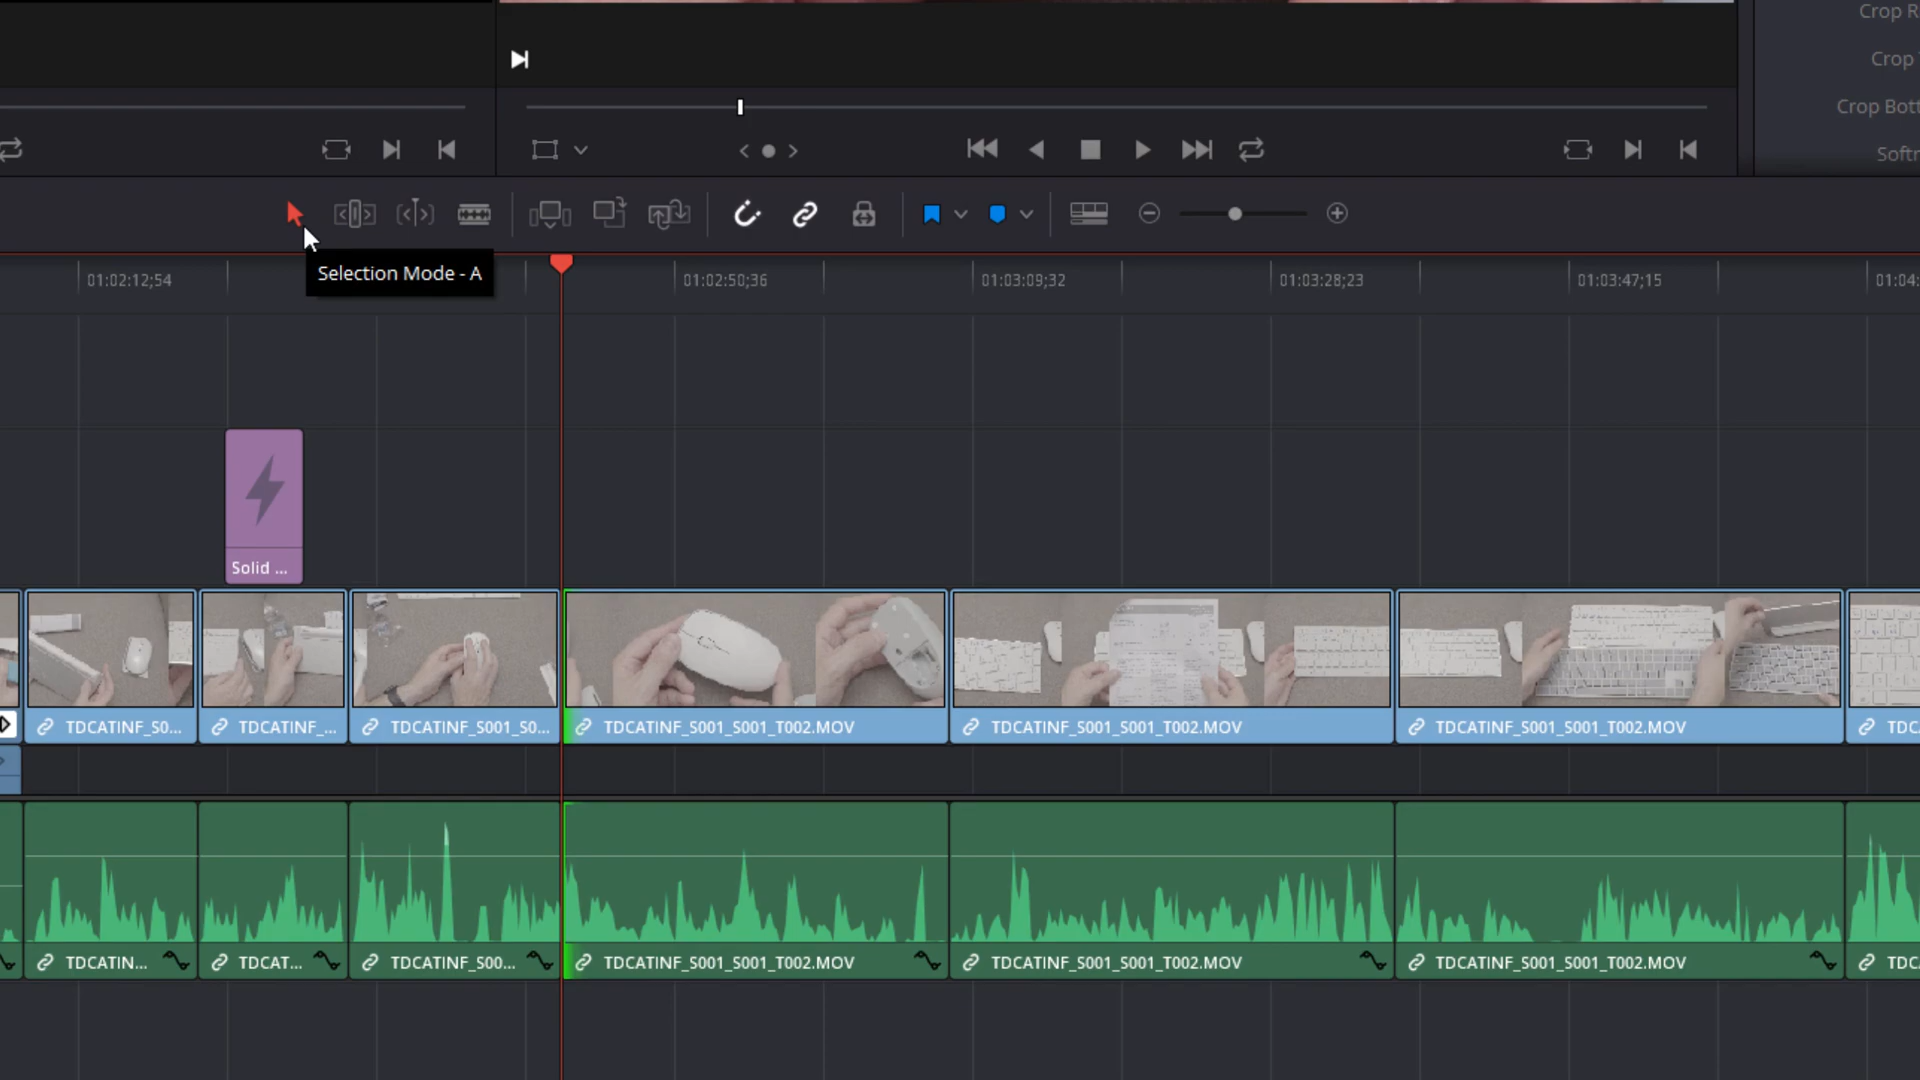 Crop R
Crop
Crop Bott
Softr
Selection Mode - A
01:02:12;54
01:02:50;36
01:03:09;32
01:03:28;23
01:03:47;15
01:04:
Solid ...
TDCATINF_S0...
TDCATINF_...
TDCATINF_S001_S0...
TDCATINF_S001_S001_T002.MOV
TDCATINF_S001_S001_T002.MOV
TDCATINF_S001_S001_T002.MOV
TDC
TDCATIN...
TDCAT...
TDCATINF_S00...
TDCATINF_S001_S001_T002.MOV
TDCATINF_S001_S001_T002.MOV
TDCATINF_S001_S001_T002.MOV
TDC